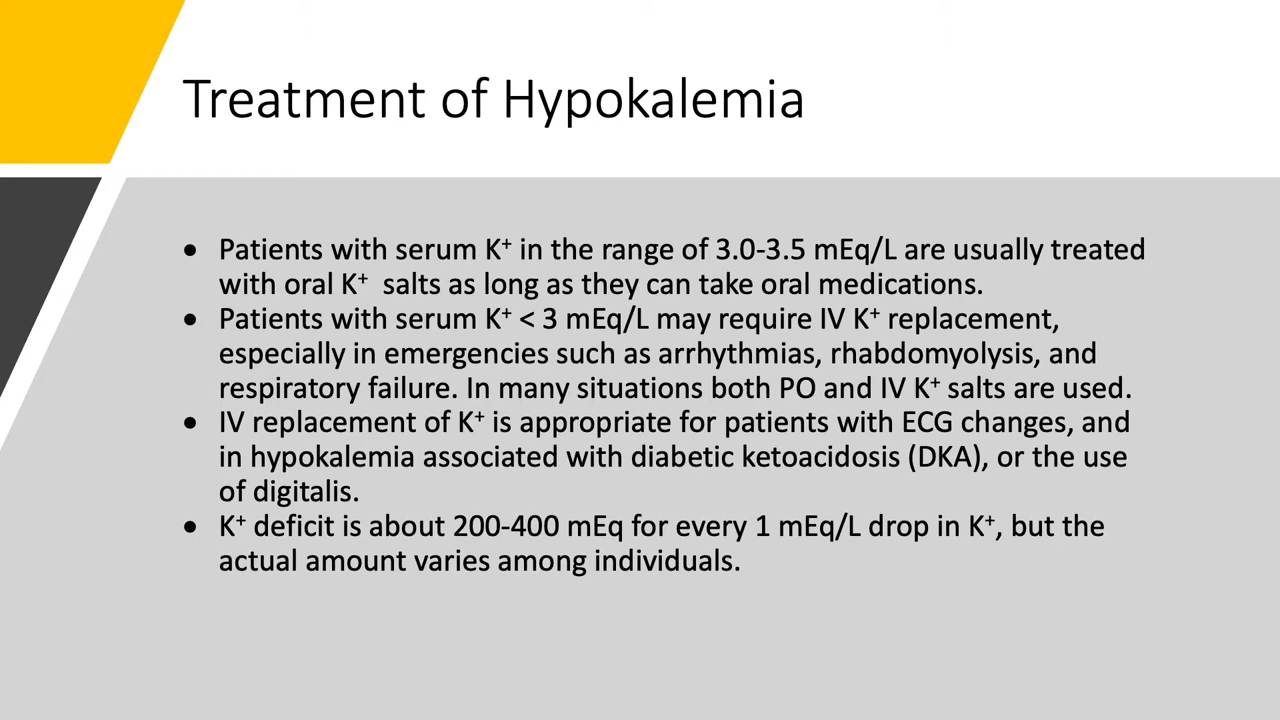 Treatment of Hypokalemia
• Patients with serum K⁺ in the range of 3.0-3.5 mEq/L are usually treated
with oral K⁺  salts as long as they can take oral medications.
• Patients with serum K⁺ < 3 mEq/L may require IV K⁺ replacement,
especially in emergencies such as arrhythmias, rhabdomyolysis, and
respiratory failure. In many situations both PO and IV K⁺ salts are used.
• IV replacement of K⁺ is appropriate for patients with ECG changes, and
in hypokalemia associated with diabetic ketoacidosis (DKA), or the use
of digitalis.
• K⁺ deficit is about 200-400 mEq for every 1 mEq/L drop in K⁺, but the
actual amount varies among individuals.